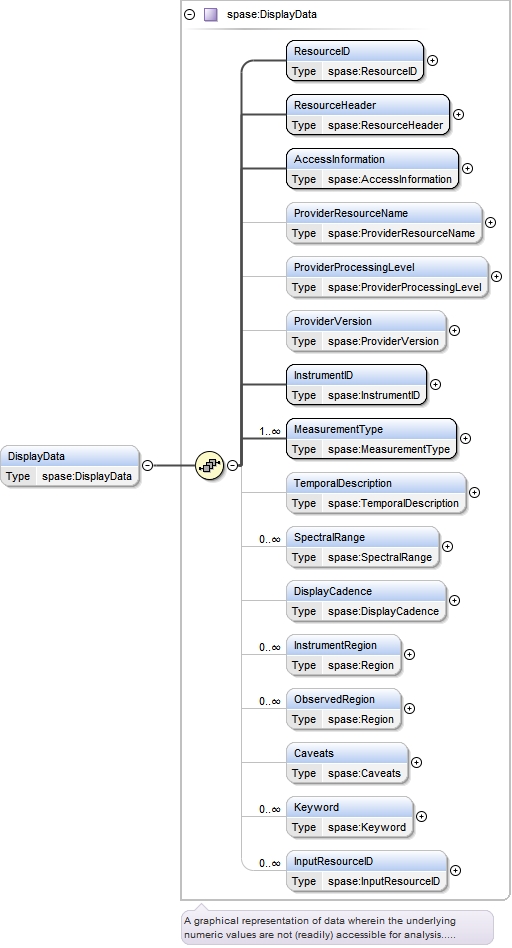 spase:DisplayData
ResourceID
Type spase:ResourceID
ResourceHeader
Type spase:ResourceHeader
AccessInformation
Type spase:AccessInformation
ProviderResourceName
Type spase:ProviderResourceName
ProviderProcessingLevel
Type spase:ProviderProcessingLevel
ProviderVersion
Type spase:ProviderVersion
InstrumentID
Type spase:InstrumentID
1..∞
MeasurementType
Type spase:MeasurementType
DisplayData
Type spase:DisplayData
TemporalDescription
Type spase:TemporalDescription
0..∞
SpectralRange
Type spase:SpectralRange
DisplayCadence
Type spase:DisplayCadence
0..∞
InstrumentRegion
Type spase:Region
0..∞
ObservedRegion
Type spase:Region
Caveats
Type spase:Caveats
0..∞
Keyword
Type spase:Keyword
0..∞
InputResourceID
Type spase:InputResourceID
A graphical representation of data wherein the underlying
numeric values are not (readily) accessible for analysis.....